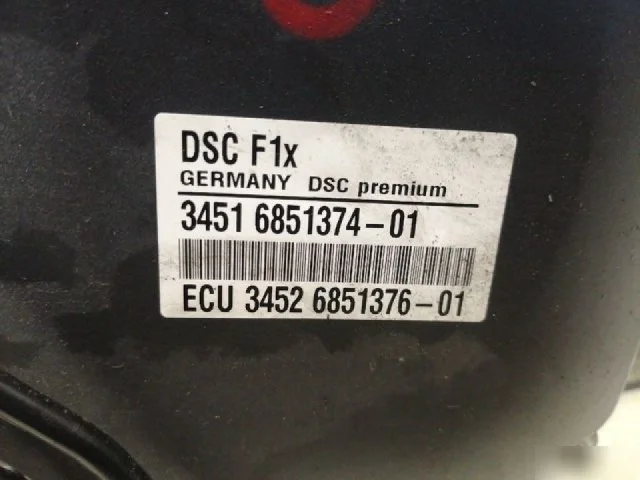 DSC F1x
GERMANY DSC premium
3451 6851374-01
ECU 3452 6851376-01